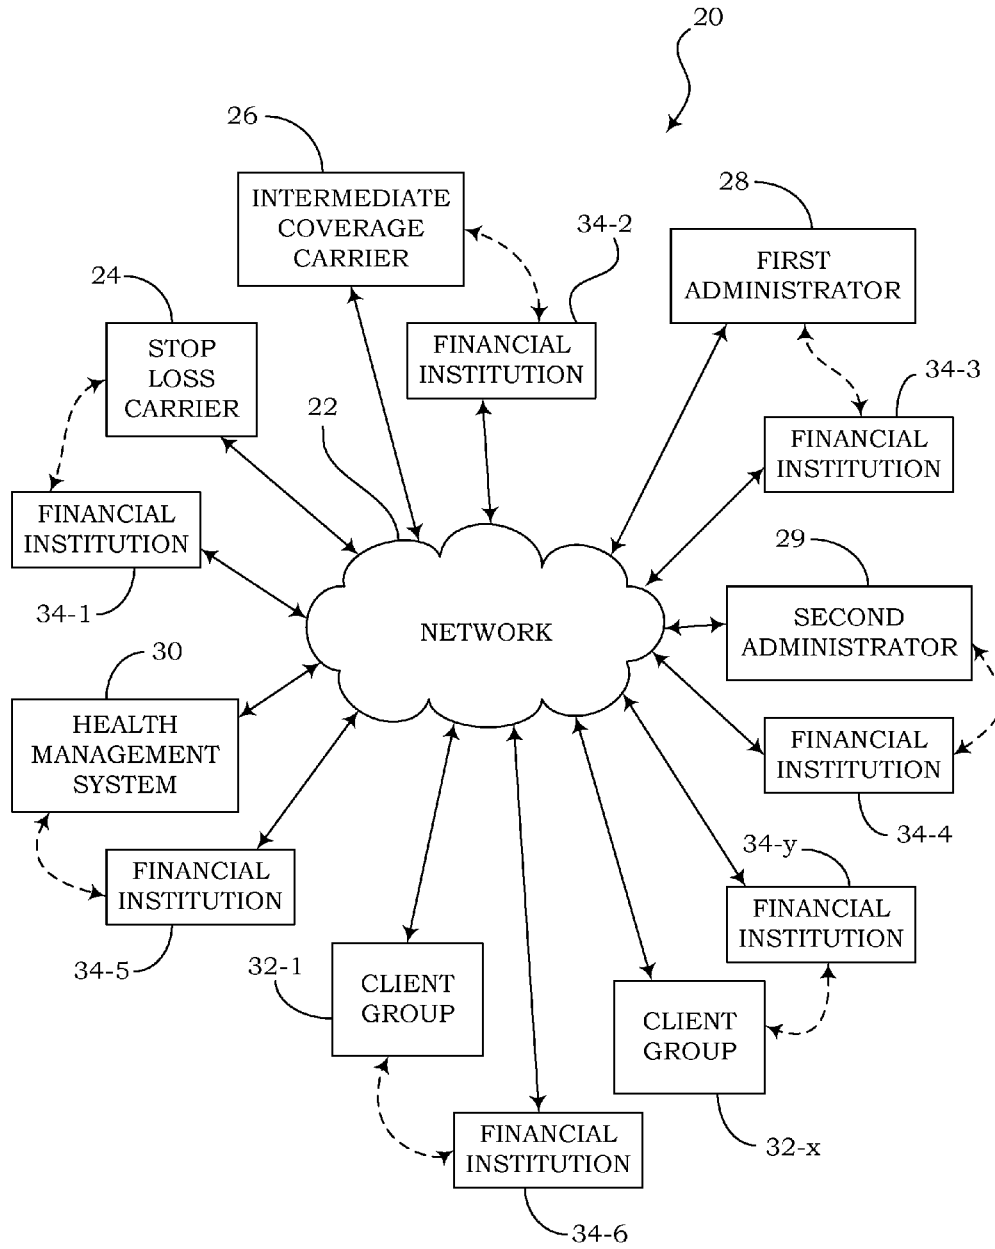 20
26
INTERMEDIATE
COVERAGE
CARRIER
34-2
28
FIRST
ADMINISTRATOR
24
STOP
LOSS
CARRIER
FINANCIAL
INSTITUTION
34-3
22
FINANCIAL
INSTITUTION
FINANCIAL
INSTITUTION
34-1
29
SECOND
ADMINISTRATOR
NETWORK
30
HEALTH
MANAGEMENT
SYSTEM
FINANCIAL
INSTITUTION
34-4
34-y
FINANCIAL
INSTITUTION
34-5
FINANCIAL
INSTITUTION
32-1
CLIENT
GROUP
CLIENT
GROUP
32-x
FINANCIAL
INSTITUTION
34-6